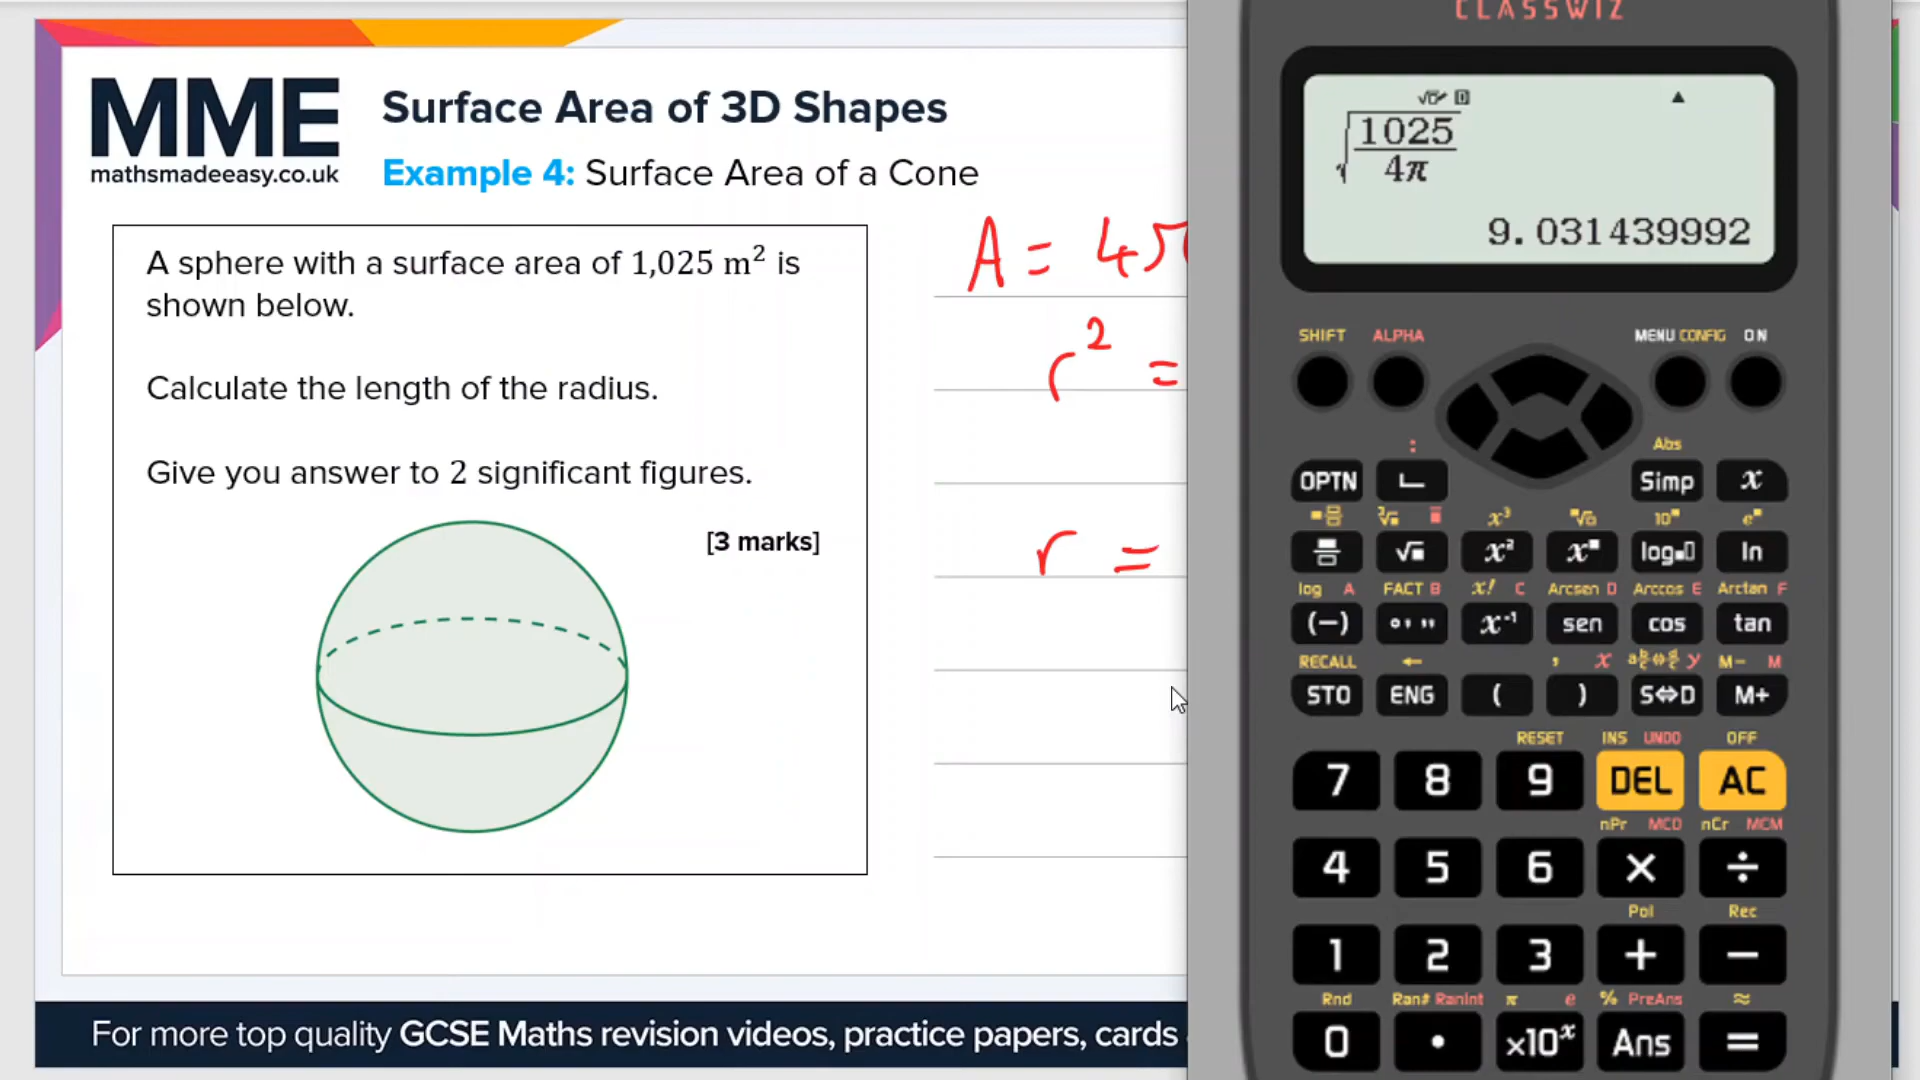 MME
mathsmadeeasy.co.uk
Surface Area of 3D Shapes
Example 4: Surface Area of a Cone
A sphere with a surface area of 1,025 m² is
shown below.
Calculate the length of the radius.
Give you answer to 2 significant figures.
[3 marks]
A = 4π
r² =
r =
For more top quality GCSE Maths revision videos, practice papers, cards
CLASSWIZ
√(1025/4π)
9.031439992
SHIFT ALPHA MENU CONFIG ON
: Abs
OPTN Simp x
x³ 10■ e■
√■ x² x■ log■□ ln
log A FACT B x! C Arcsen D Arccos E Arctan F
(−) ° ' '' x⁻¹ sen cos tan
RECALL ← , x a b/c⇔d/c y M− M
STO ENG ( ) S⇔D M+
RESET INS UNDO OFF
7 8 9 DEL AC
nPr MCD nCr MCM
4 5 6 × ÷
Pol Rec
1 2 3 + −
Rnd Ran# RanInt π e % PreAns ≈
0 • ×10ˣ Ans =